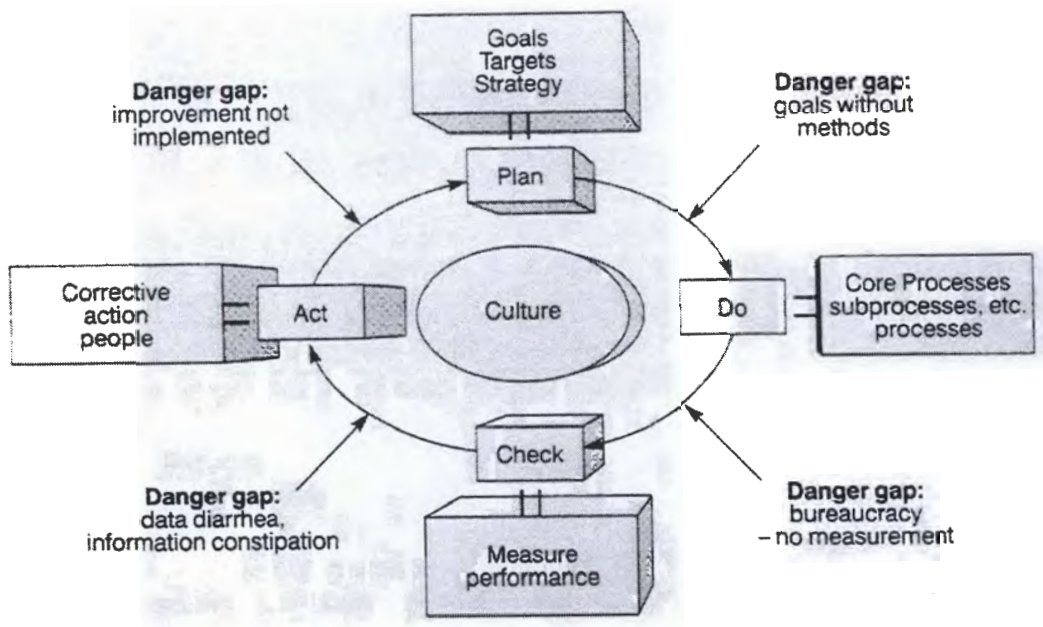 Goals
Targets
Strategy
Danger gap:
improvement not
implemented
Danger gap:
goals without
methods
Plan
Corrective
action
people
Act
Culture
Do
Core Processes
subprocesses, etc.
processes
Check
Danger gap:
data diarrhea,
information constipation
Danger gap:
bureaucracy
– no measurement
Measure
performance